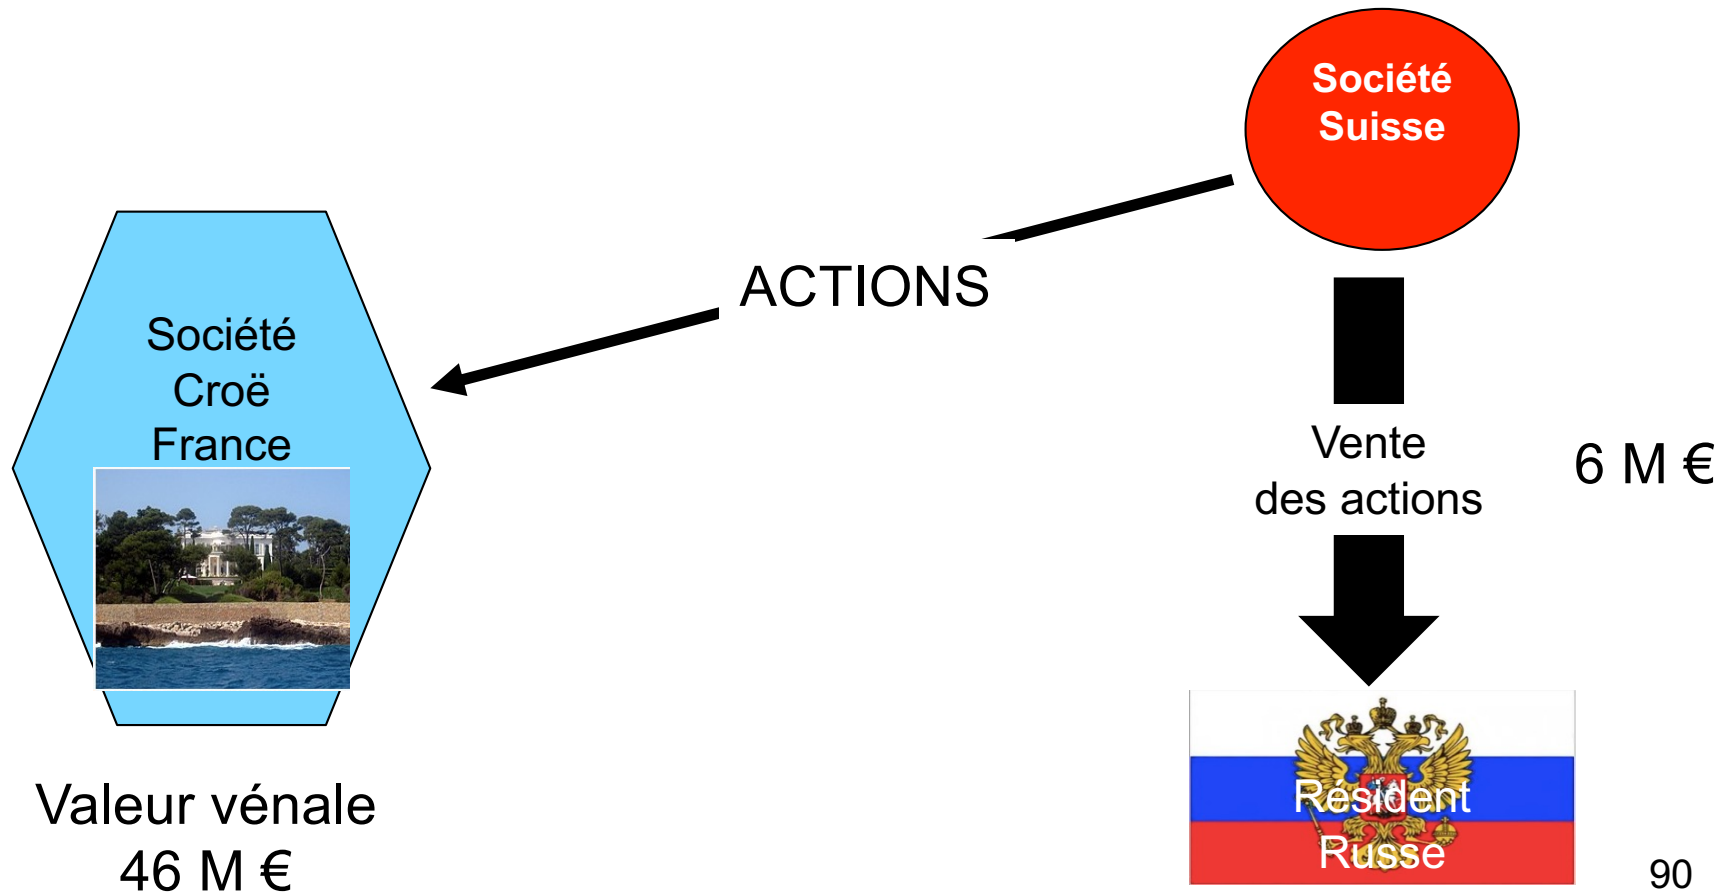 Société
Suisse
ACTIONS
Société
Croë
France
Vente
des actions
6 M €
Valeur vénale
46 M €
Résident
Russe
90